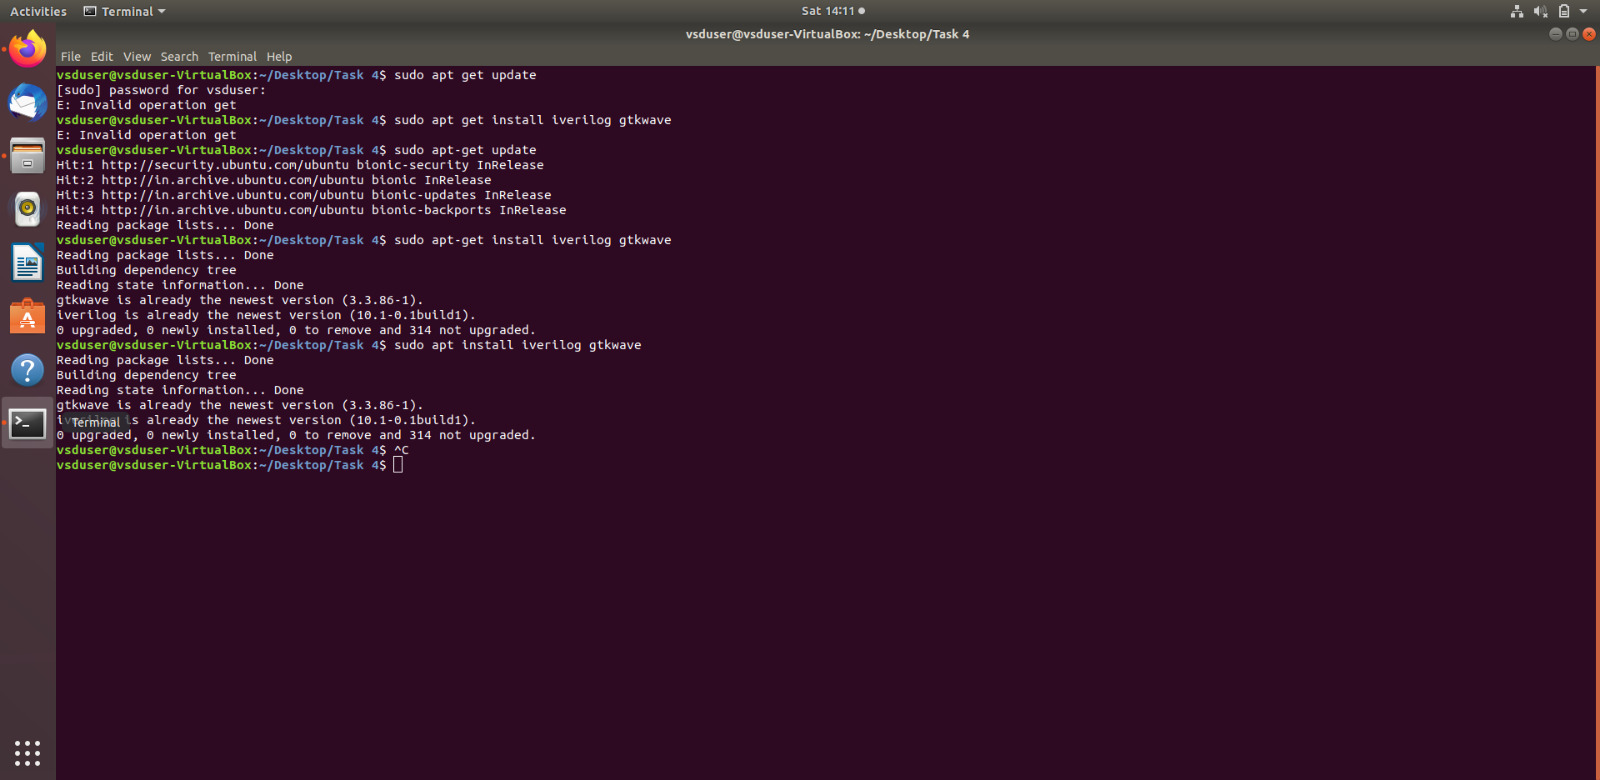 Activities
Terminal
Sat 14:11
vsduser@vsduser-VirtualBox: ~/Desktop/Task 4
File Edit View Search Terminal Help
vsduser@vsduser-VirtualBox:~/Desktop/Task 4$ sudo apt get update
[sudo] password for vsduser:
E: Invalid operation get
vsduser@vsduser-VirtualBox:~/Desktop/Task 4$ sudo apt get install iverilog gtkwave
E: Invalid operation get
vsduser@vsduser-VirtualBox:~/Desktop/Task 4$ sudo apt-get update
Hit:1 http://security.ubuntu.com/ubuntu bionic-security InRelease
Hit:2 http://in.archive.ubuntu.com/ubuntu bionic InRelease
Hit:3 http://in.archive.ubuntu.com/ubuntu bionic-updates InRelease
Hit:4 http://in.archive.ubuntu.com/ubuntu bionic-backports InRelease
Reading package lists... Done
vsduser@vsduser-VirtualBox:~/Desktop/Task 4$ sudo apt-get install iverilog gtkwave
Reading package lists... Done
Building dependency tree
Reading state information... Done
gtkwave is already the newest version (3.3.86-1).
iverilog is already the newest version (10.1-0.1build1).
0 upgraded, 0 newly installed, 0 to remove and 314 not upgraded.
vsduser@vsduser-VirtualBox:~/Desktop/Task 4$ sudo apt install iverilog gtkwave
Reading package lists... Done
Building dependency tree
Reading state information... Done
gtkwave is already the newest version (3.3.86-1).
iverilog is already the newest version (10.1-0.1build1).
Terminal
0 upgraded, 0 newly installed, 0 to remove and 314 not upgraded.
vsduser@vsduser-VirtualBox:~/Desktop/Task 4$ ^C
vsduser@vsduser-VirtualBox:~/Desktop/Task 4$